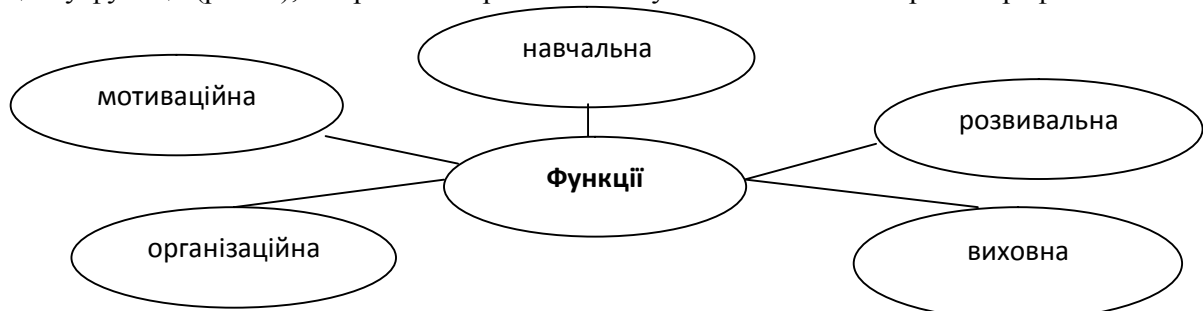 навчальна
мотиваційна
розвивальна
Функції
організаційна
виховна